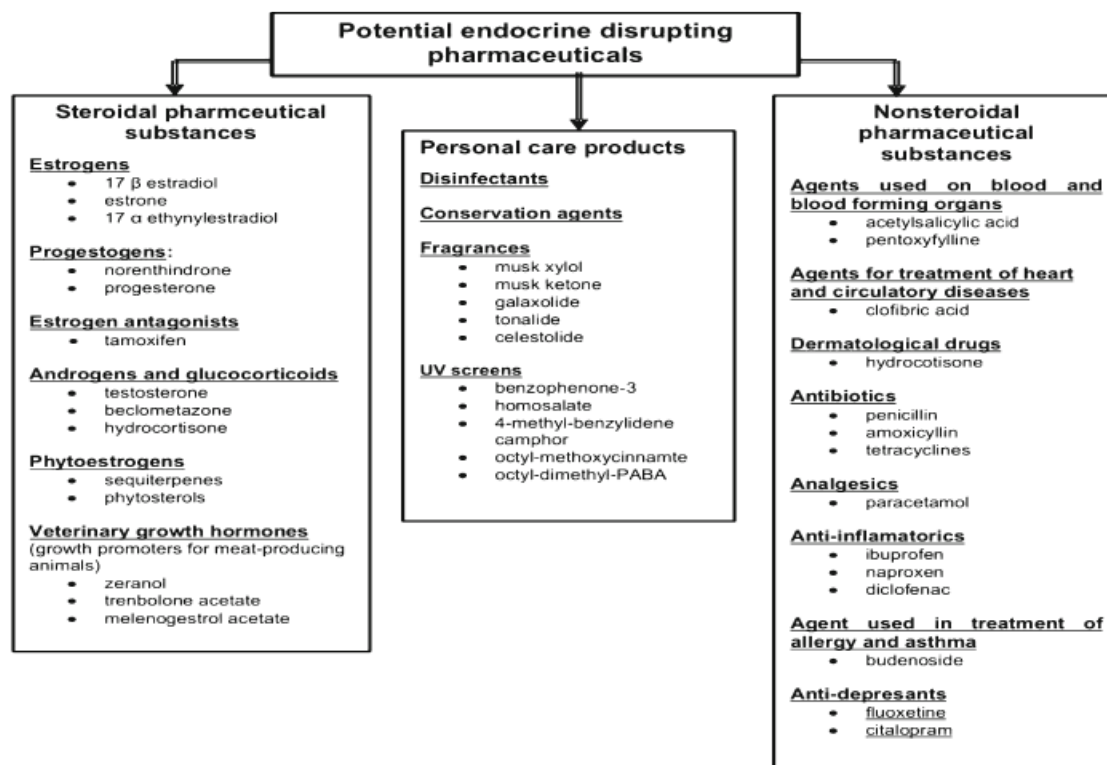 Potential endocrine disrupting
pharmaceuticals
Steroidal pharmceutical
substances
Estrogens
• 17 β estradiol
• estrone
• 17 α ethynylestradiol
Progestogens:
• norenthindrone
• progesterone
Estrogen antagonists
• tamoxifen
Androgens and glucocorticoids
• testosterone
• beclometazone
• hydrocortisone
Phytoestrogens
• sequiterpenes
• phytosterols
Veterinary growth hormones
(growth promoters for meat-producing
animals)
• zeranol
• trenbolone acetate
• melenogestrol acetate
Personal care products
Disinfectants
Conservation agents
Fragrances
• musk xylol
• musk ketone
• galaxolide
• tonalide
• celestolide
UV screens
• benzophenone-3
• homosalate
• 4-methyl-benzylidene
camphor
• octyl-methoxycinnamte
• octyl-dimethyl-PABA
Nonsteroidal
pharmaceutical
substances
Agents used on blood and
blood forming organs
• acetylsalicylic acid
• pentoxyfylline
Agents for treatment of heart
and circulatory diseases
• clofibric acid
Dermatological drugs
• hydrocotisone
Antibiotics
• penicillin
• amoxicyllin
• tetracyclines
Analgesics
• paracetamol
Anti-inflamatorics
• ibuprofen
• naproxen
• diclofenac
Agent used in treatment of
allergy and asthma
• budenoside
Anti-depresants
• fluoxetine
• citalopram